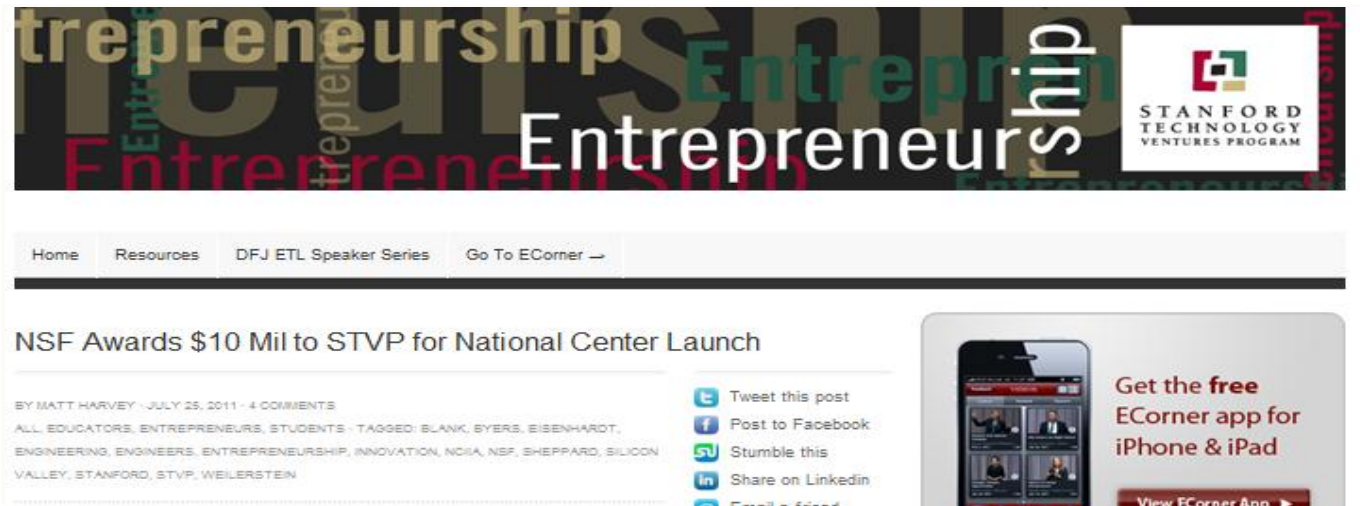 trepreneurship
neurship
Entrepreneurship
Entrepren
Entrepreneurship
STANFORD
TECHNOLOGY
VENTURES PROGRAM
Home
Resources
DFJ ETL Speaker Series
Go To ECorner →
NSF Awards $10 Mil to STVP for National Center Launch
BY MATT HARVEY - JULY 25, 2011 - 4 COMMENTS
ALL, EDUCATORS, ENTREPRENEURS, STUDENTS - TAGGED: BLANK, BYERS, EISENHARDT,
ENGINEERING, ENGINEERS, ENTREPRENEURSHIP, INNOVATION, NCIIA, NSF, SHEPPARD, SILICON
VALLEY, STANFORD, STVP, WEILERSTEIN
Tweet this post
Post to Facebook
Stumble this
Share on Linkedin
Email a friend
Get the free
ECorner app for
iPhone & iPad
View ECorner App